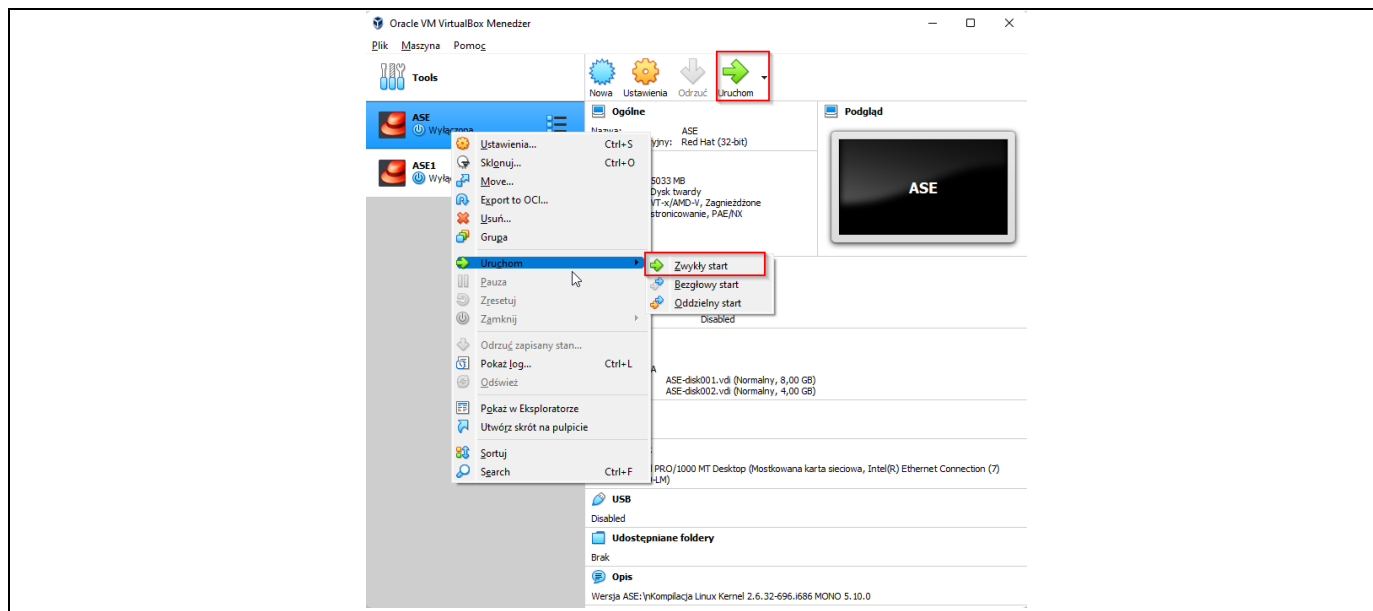 Oracle VM VirtualBox Menedżer
Plik Maszyna Pomoc
Tools
Nowa Ustawienia Odrzuć Uruchom
ASE
Wyłączona
ASE1
Ogólne
Nazwa: ASE
yjny: Red Hat (32-bit)
5033 MB
Dysk twardy
VT-x/AMD-V, Zagnieżdżone
stronicowanie, PAE/NX
Podgląd
ASE
Ustawienia... Ctrl+S
Sklonuj... Ctrl+O
Move...
Export to OCI...
Usuń...
Grupa
Uruchom
Pauza
Zresetuj
Zamknij
Odrzuć zapisany stan...
Pokaż log... Ctrl+L
Odśwież
Pokaż w Eksploratorze
Utwórz skrót na pulpicie
Sortuj
Search Ctrl+F
Zwykły start
Bezgłowy start
Oddzielny start
Disabled
ASE-disk001.vdi (Normalny, 8,00 GB)
ASE-disk002.vdi (Normalny, 4,00 GB)
PRO/1000 MT Desktop (Mostkowana karta sieciowa, Intel(R) Ethernet Connection (7)
-LM)
USB
Disabled
Udostępniane foldery
Brak
Opis
Wersja ASE:\nKompilacja Linux Kernel 2.6.32-696.i686 MONO 5.10.0